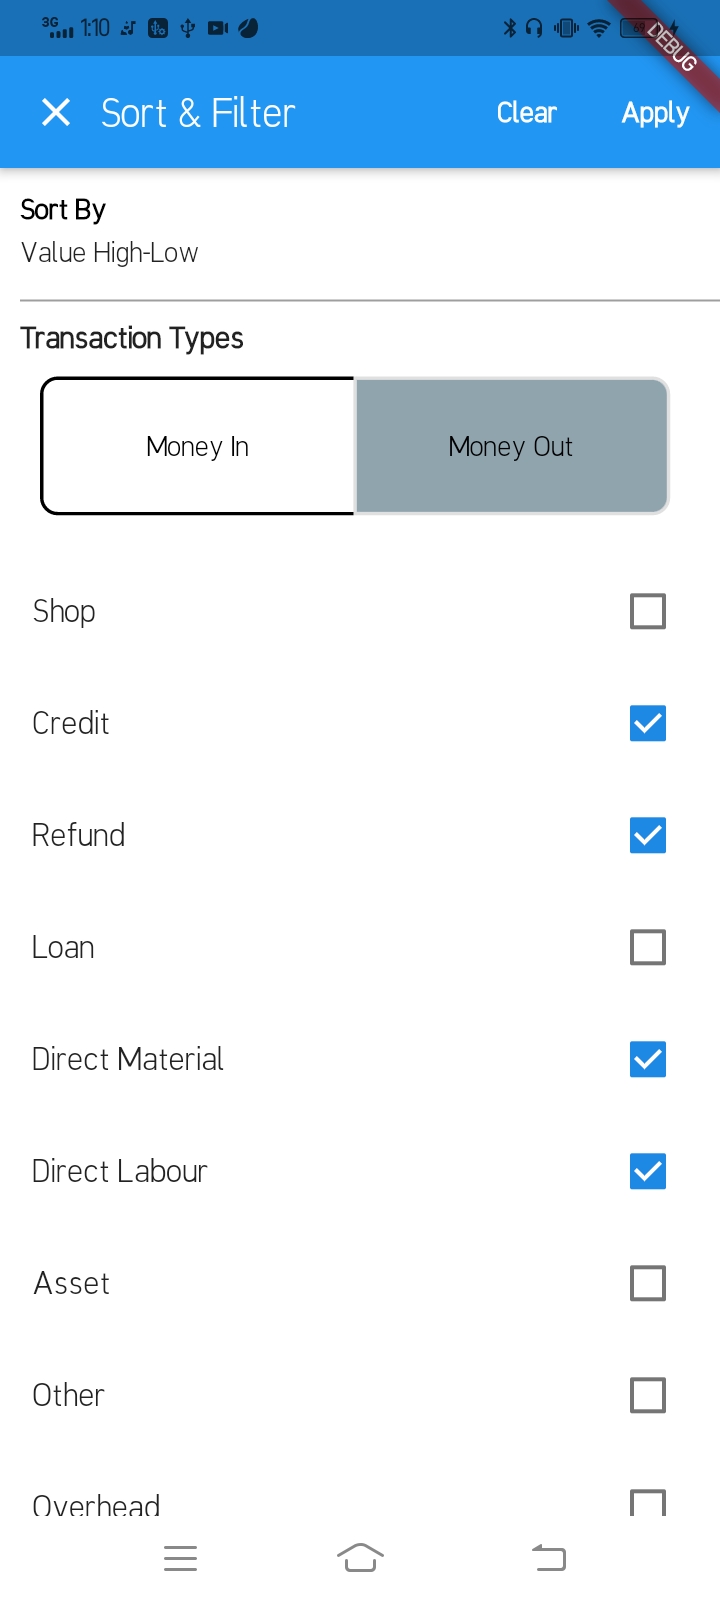 3G 1:10 69
DEBUG
Sort & Filter Clear Apply
Sort By
Value High-Low
Transaction Types
Money In Money Out
Shop
Credit
Refund
Loan
Direct Material
Direct Labour
Asset
Other
Overhead